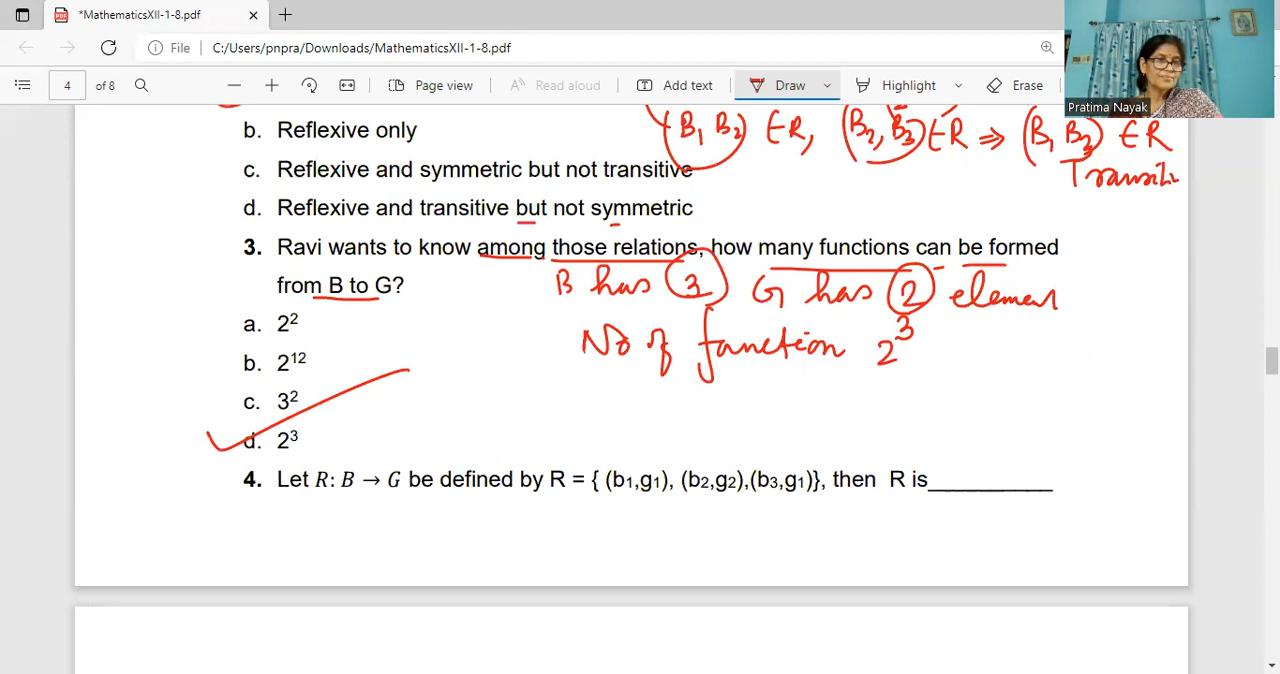 *MathematicsXII-1-8.pdf
File C:/Users/pnpra/Downloads/MathematicsXII-1-8.pdf
4 of 8 Page view Read aloud Add text Draw Highlight Erase
Pratima Nayak
(B₁ B₂) ∈ R, (B₂, B₃) ∈ R ⇒ (B₁ B₃) ∈ R
b. Reflexive only
c. Reflexive and symmetric but not transitive
Transiti
d. Reflexive and transitive but not symmetric
3. Ravi wants to know among those relations, how many functions can be formed
from B to G?
B has 3 G has 2 element
a. 2²
No of function 2³
b. 2¹²
c. 3²
d. 2³
4. Let R: B → G be defined by R = { (b₁,g₁), (b₂,g₂),(b₃,g₁)}, then R is__________